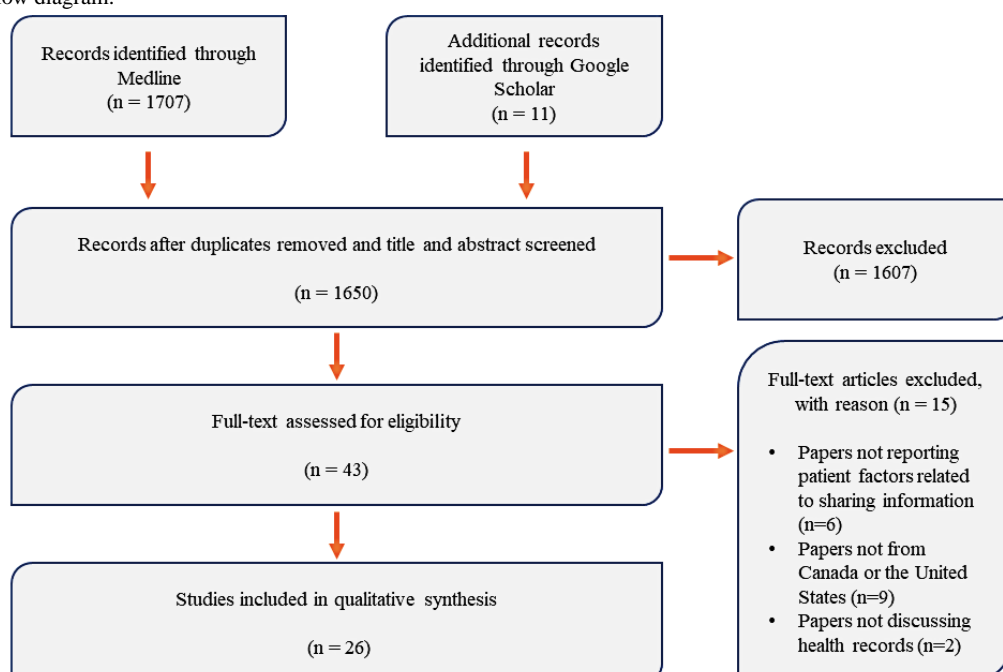 low diagram.
Records identified through
Medline
(n = 1707)
Additional records
identified through Google
Scholar
(n = 11)
Records after duplicates removed and title and abstract screened
(n = 1650)
Records excluded
(n = 1607)
Full-text assessed for eligibility
(n = 43)
Full-text articles excluded,
with reason (n = 15)
• Papers not reporting
patient factors related
to sharing information
(n=6)
• Papers not from
Canada or the United
States (n=9)
• Papers not discussing
health records (n=2)
Studies included in qualitative synthesis
(n = 26)